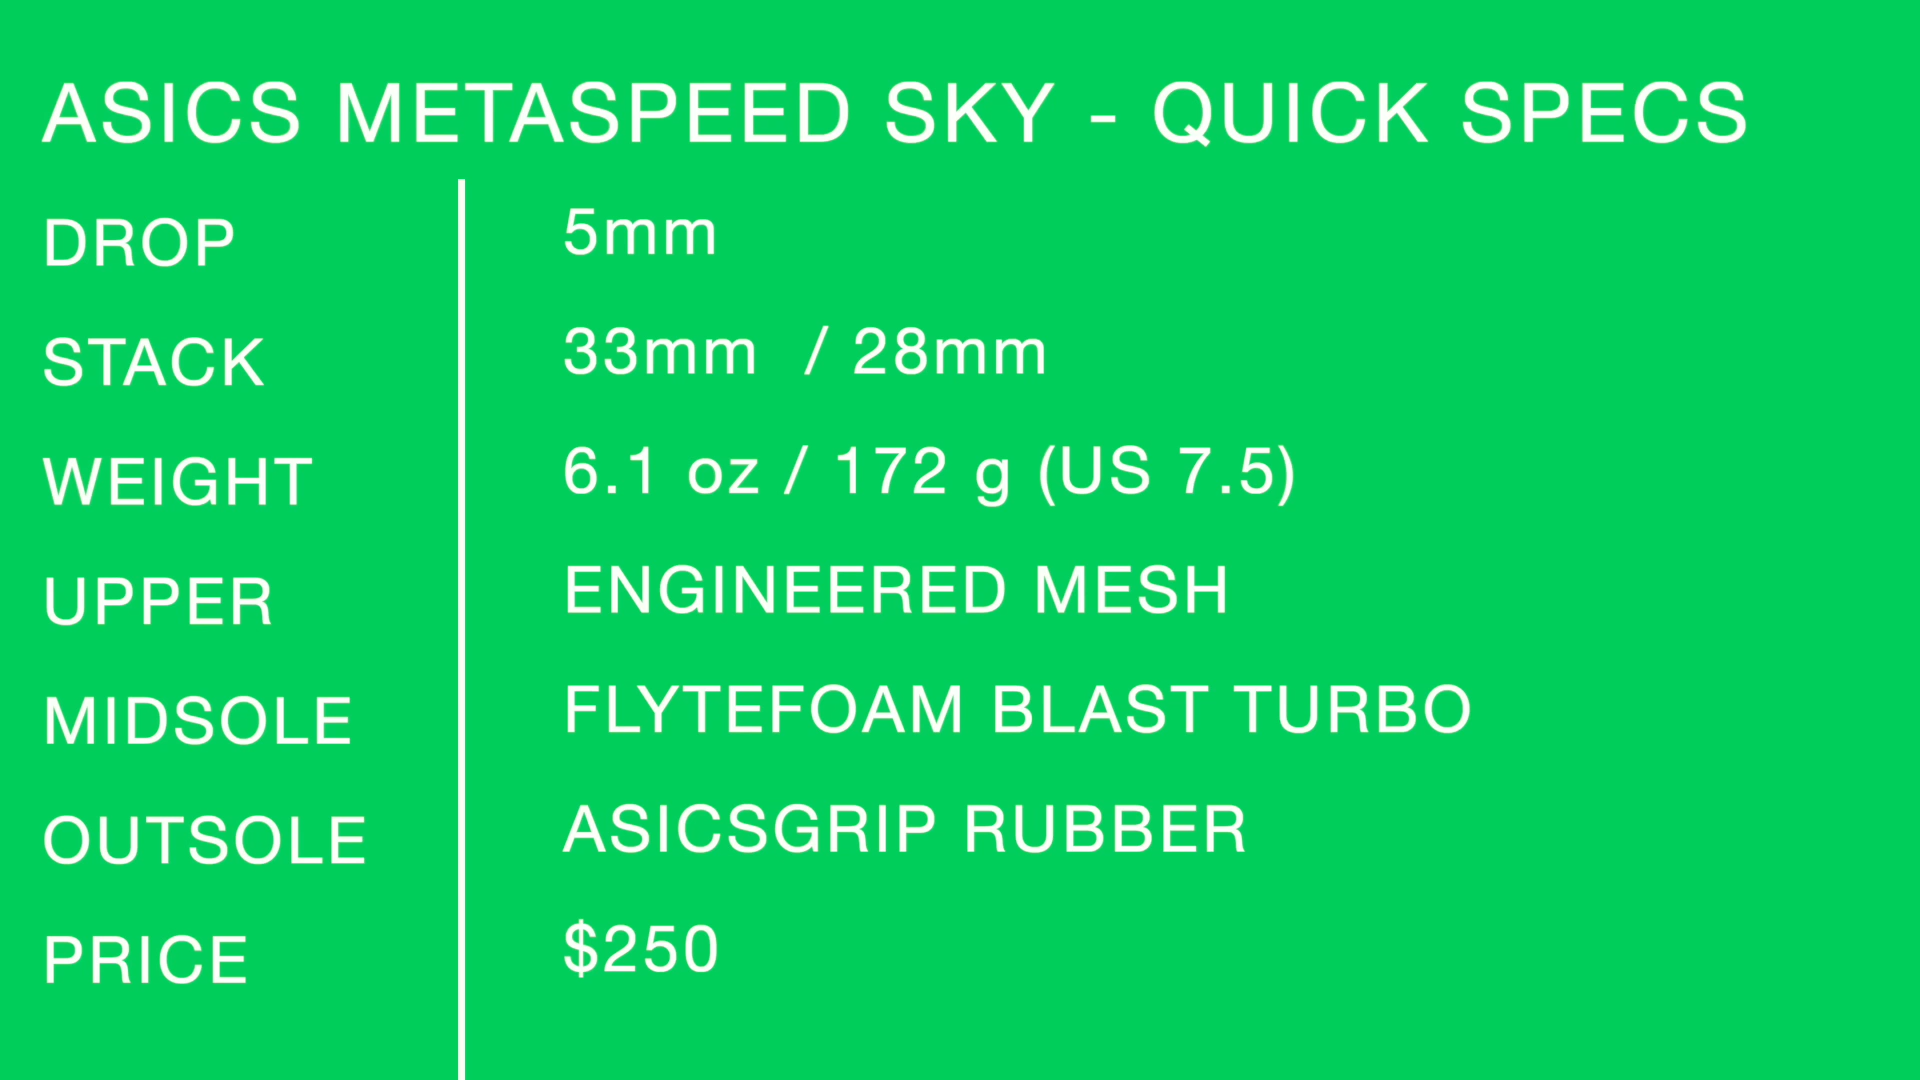 ASICS METASPEED SKY - QUICK SPECS
DROP 5mm
STACK 33mm / 28mm
WEIGHT 6.1 oz / 172 g (US 7.5)
UPPER ENGINEERED MESH
MIDSOLE FLYTEFOAM BLAST TURBO
OUTSOLE ASICSGRIP RUBBER
PRICE $250